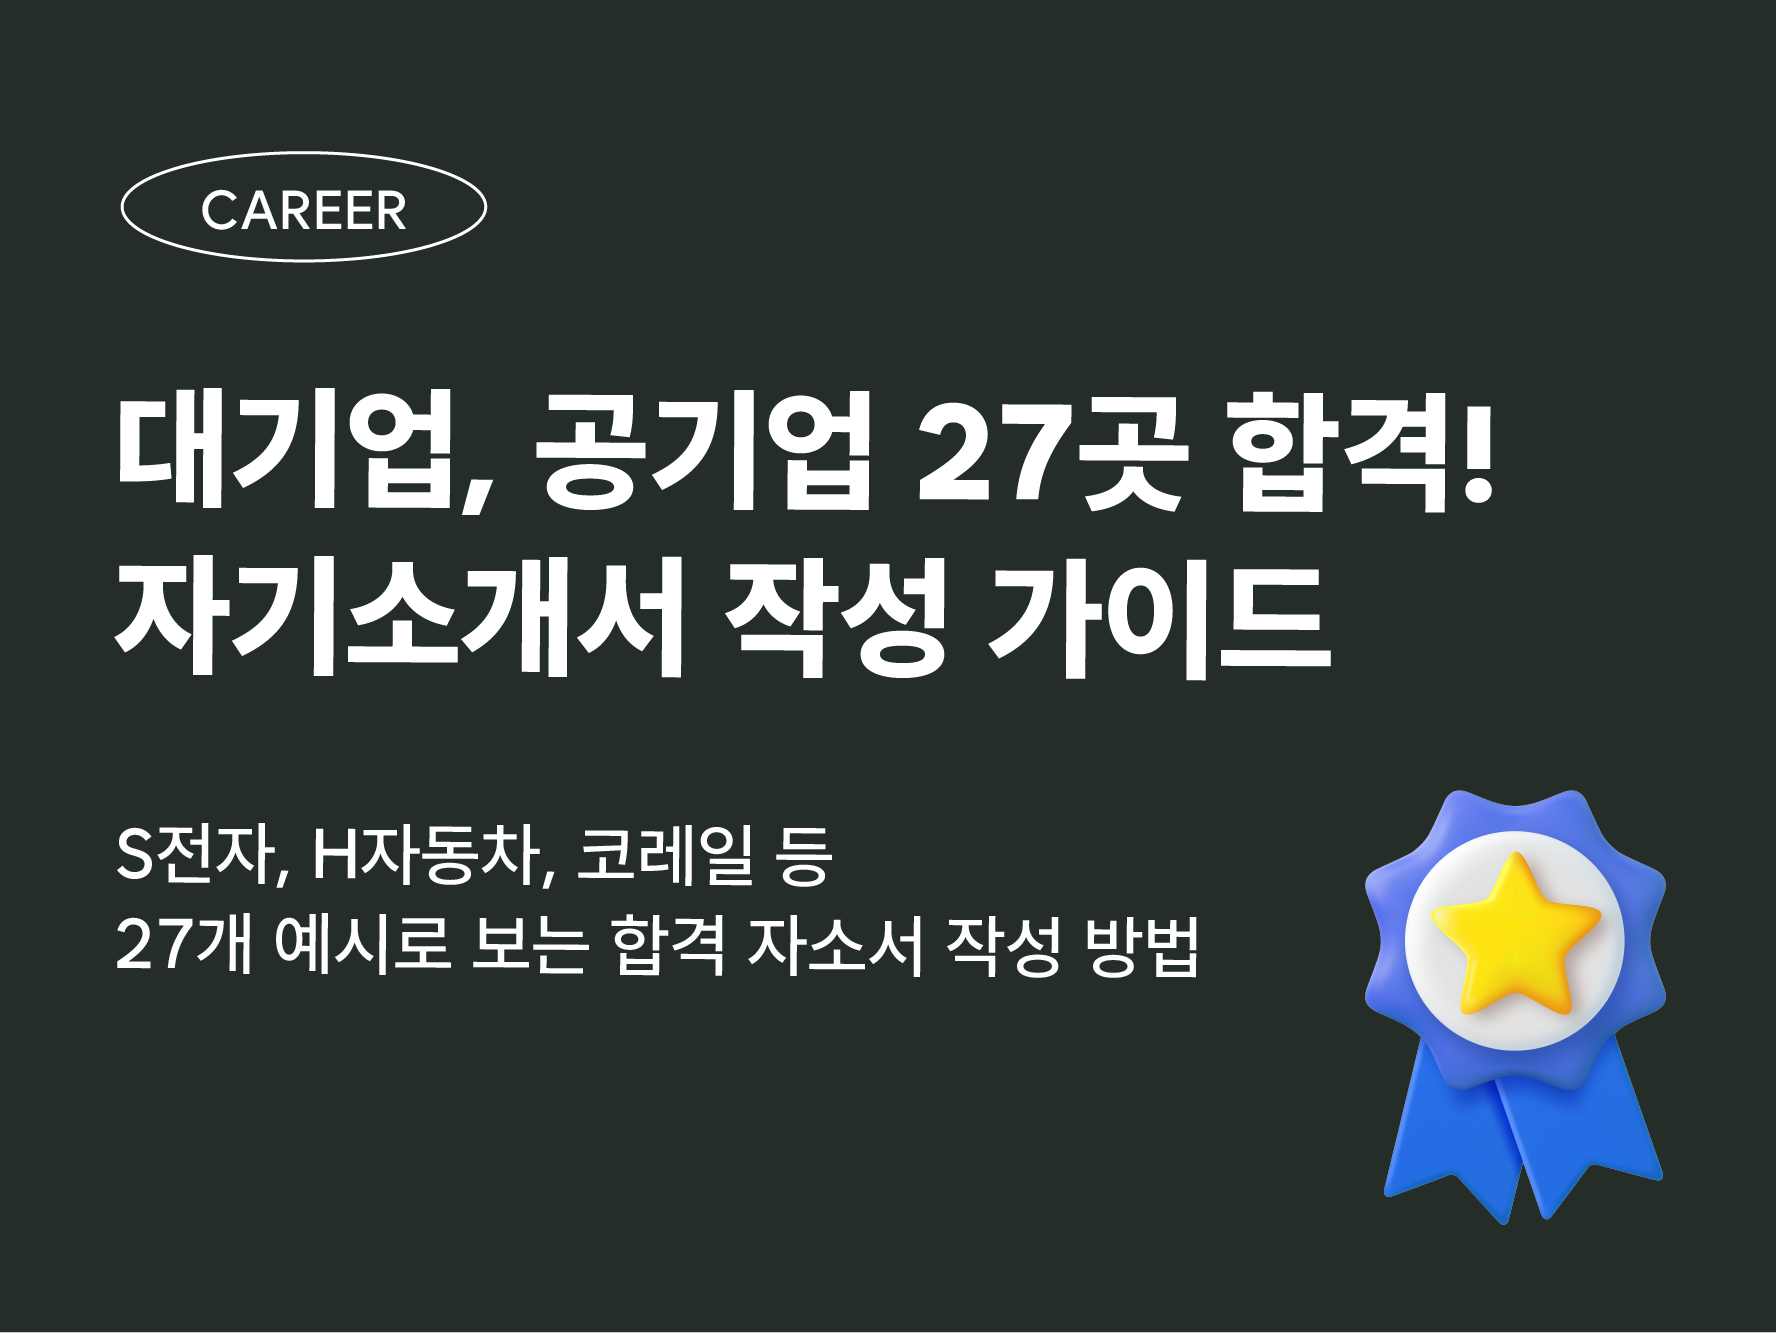 CAREER
대기업, 공기업 27곳 합격!
자기소개서 작성 가이드
S전자, H자동차, 코레일 등
27개 예시로 보는 합격 자소서 작성 방법